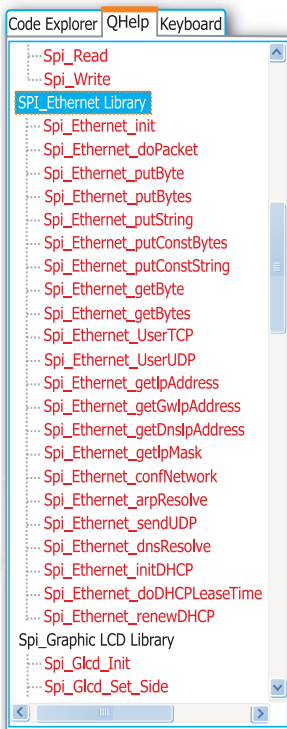 Code Explorer QHelp Keyboard
Spi_Read
Spi_Write
SPI_Ethernet Library
Spi_Ethernet_init
Spi_Ethernet_doPacket
Spi_Ethernet_putByte
Spi_Ethernet_putBytes
Spi_Ethernet_putString
Spi_Ethernet_putConstBytes
Spi_Ethernet_putConstString
Spi_Ethernet_getByte
Spi_Ethernet_getBytes
Spi_Ethernet_UserTCP
Spi_Ethernet_UserUDP
Spi_Ethernet_getIpAddress
Spi_Ethernet_getGwIpAddress
Spi_Ethernet_getDnsIpAddress
Spi_Ethernet_getIpMask
Spi_Ethernet_confNetwork
Spi_Ethernet_arpResolve
Spi_Ethernet_sendUDP
Spi_Ethernet_dnsResolve
Spi_Ethernet_initDHCP
Spi_Ethernet_doDHCPLeaseTime
Spi_Ethernet_renewDHCP
Spi_Graphic LCD Library
Spi_Glcd_Init
Spi_Glcd_Set_Side